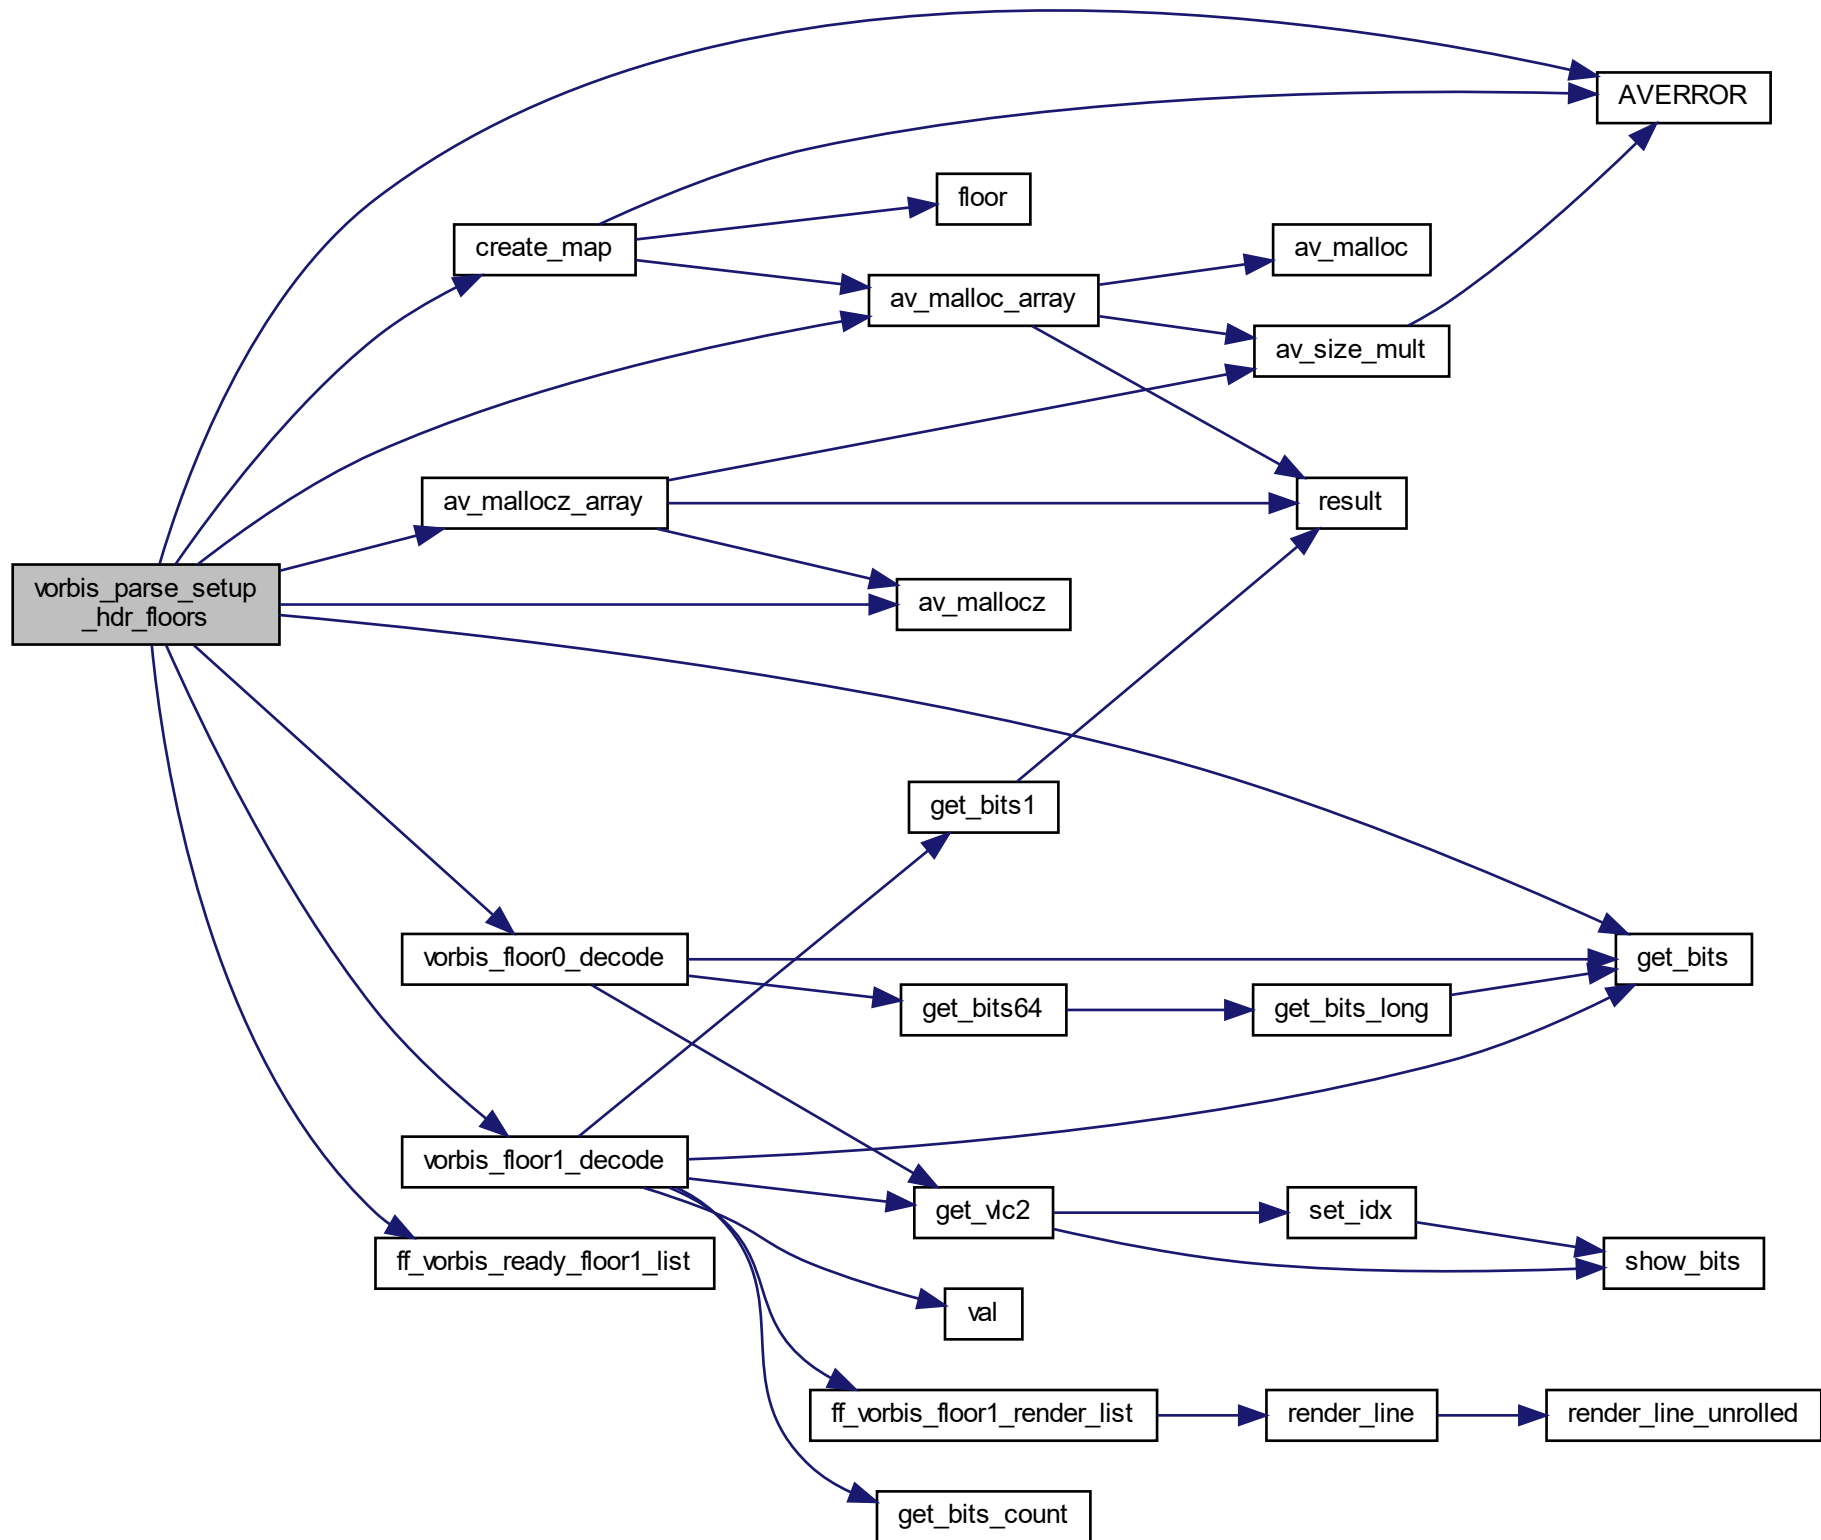 AVERROR
floor
create_map
av_malloc
av_malloc_array
av_size_mult
av_mallocz_array
result
vorbis_parse_setup
_hdr_floors
av_mallocz
get_bits1
vorbis_floor0_decode
get_bits
get_bits64
get_bits_long
vorbis_floor1_decode
get_vlc2
set_idx
ff_vorbis_ready_floor1_list
show_bits
val
ff_vorbis_floor1_render_list
render_line
render_line_unrolled
get_bits_count